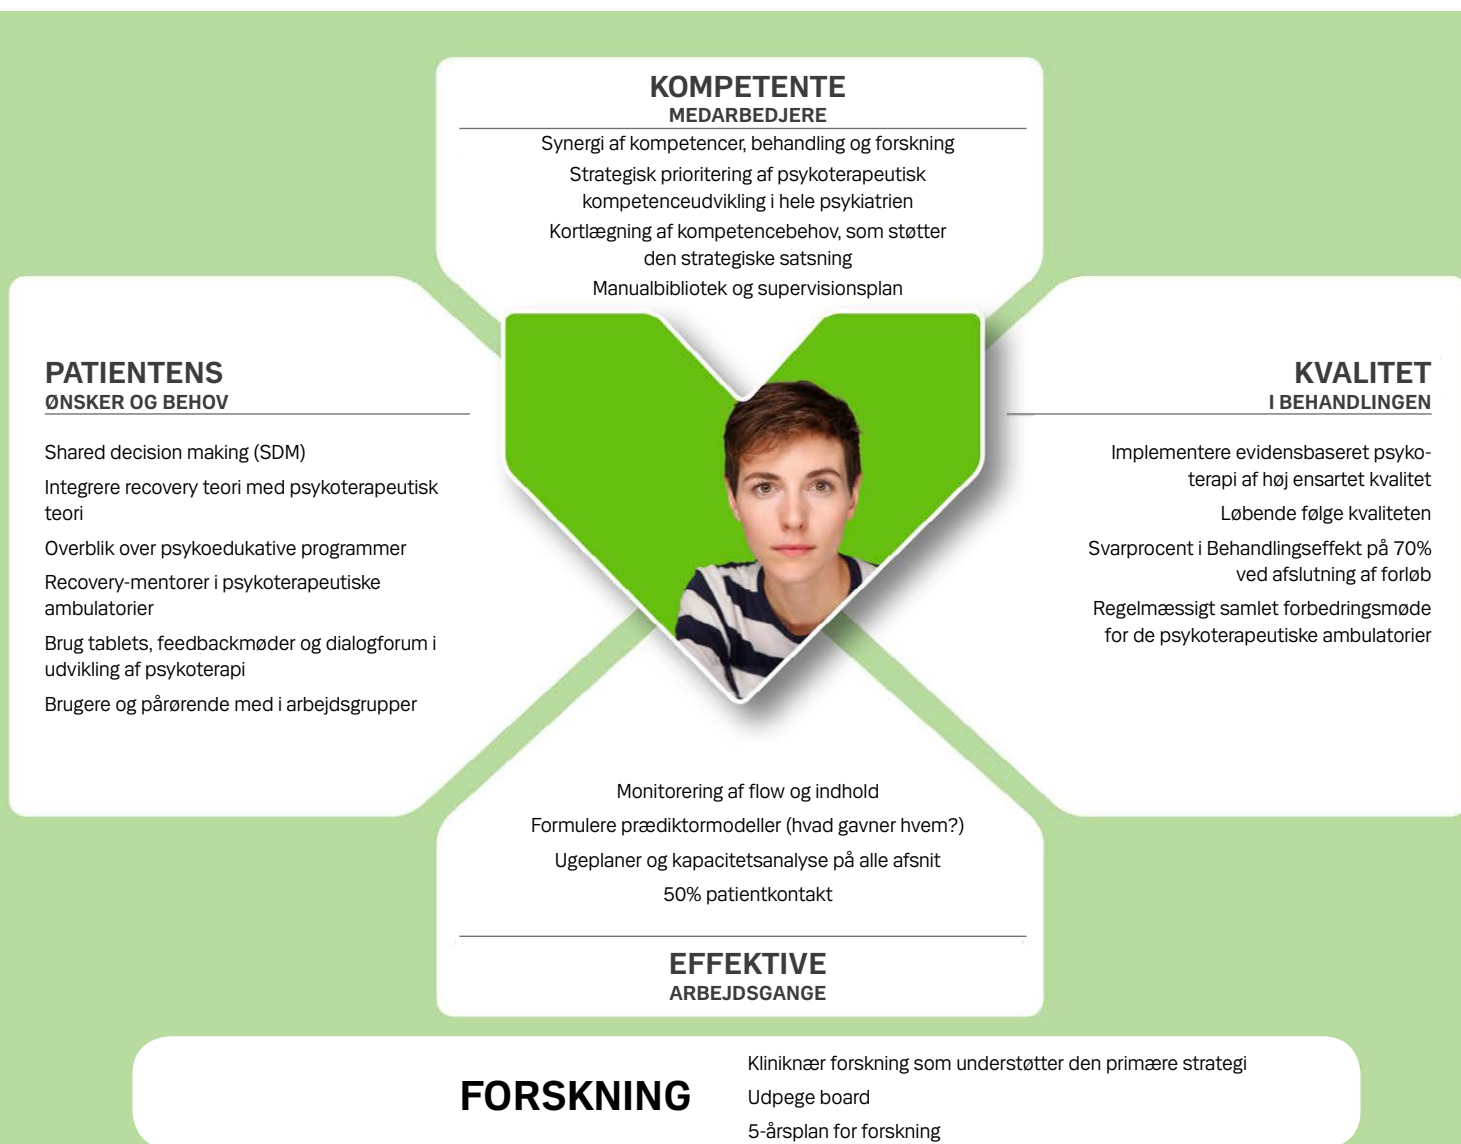 KOMPETENTE
MEDARBEDJERE
Synergi af kompetencer, behandling og forskning
Strategisk prioritering af psykoterapeutisk
kompetenceudvikling i hele psykiatrien
Kortlægning af kompetencebehov, som støtter
den strategiske satsning
Manualbibliotek og supervisionsplan
PATIENTENS
ØNSKER OG BEHOV
Shared decision making (SDM)
Integrere recovery teori med psykoterapeutisk
teori
Overblik over psykoedukative programmer
Recovery-mentorer i psykoterapeutiske
ambulatorier
Brug tablets, feedbackmøder og dialogforum i
udvikling af psykoterapi
Brugere og pårørende med i arbejdsgrupper
KVALITET
I BEHANDLINGEN
Implementere evidensbaseret psyko-
terapi af høj ensartet kvalitet
Løbende følge kvaliteten
Svarprocent i Behandlingseffekt på 70%
ved afslutning af forløb
Regelmæssigt samlet forbedringsmøde
for de psykoterapeutiske ambulatorier
Monitorering af flow og indhold
Formulere prædiktormodeller (hvad gavner hvem?)
Ugeplaner og kapacitetsanalyse på alle afsnit
50% patientkontakt
EFFEKTIVE
ARBEJDSGANGE
FORSKNING
Kliniknær forskning som understøtter den primære strategi
Udpege board
5-årsplan for forskning